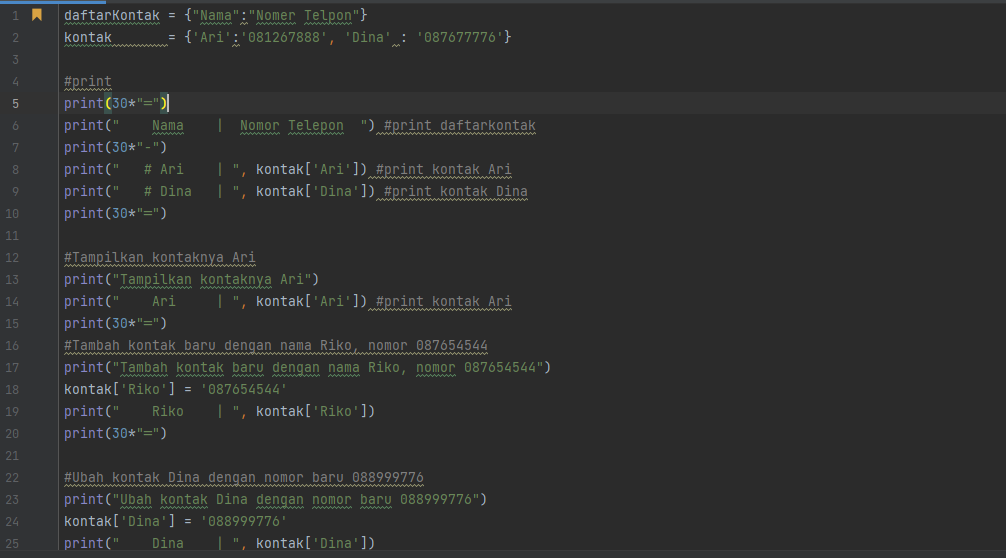 1 daftarKontak = {"Nama":"Nomer Telpon"}
2 kontak       = {'Ari':'081267888', 'Dina' : '087677776'}
3
4 #print
5 print(30*"=")
6 print("    Nama    |  Nomor Telepon  ") #print daftarkontak
7 print(30*"-")
8 print("   # Ari    | ", kontak['Ari']) #print kontak Ari
9 print("   # Dina   | ", kontak['Dina']) #print kontak Dina
10 print(30*"=")
11
12 #Tampilkan kontaknya Ari
13 print("Tampilkan kontaknya Ari")
14 print("    Ari     | ", kontak['Ari']) #print kontak Ari
15 print(30*"=")
16 #Tambah kontak baru dengan nama Riko, nomor 087654544
17 print("Tambah kontak baru dengan nama Riko, nomor 087654544")
18 kontak['Riko'] = '087654544'
19 print("    Riko    | ", kontak['Riko'])
20 print(30*"=")
21
22 #Ubah kontak Dina dengan nomor baru 088999776
23 print("Ubah kontak Dina dengan nomor baru 088999776")
24 kontak['Dina'] = '088999776'
25 print("    Dina    | ", kontak['Dina'])